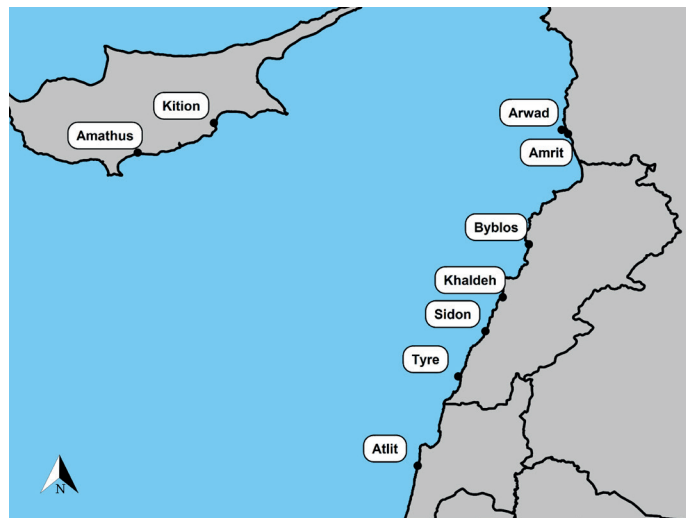 Kition
Amathus
Arwad
Amrit
Byblos
Khaldeh
Sidon
Tyre
Atlit
N